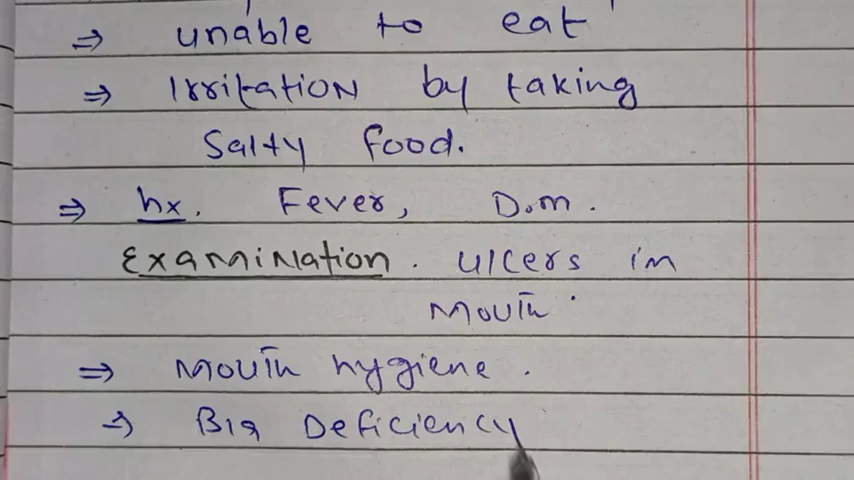 ⇒ unable to eat
⇒ Irritation by taking
Salty food.
⇒ hx. Fever, D.m.
Examination. Ulcers in
Mouth.
⇒ Mouth hygiene.
→ B12 Deficiency